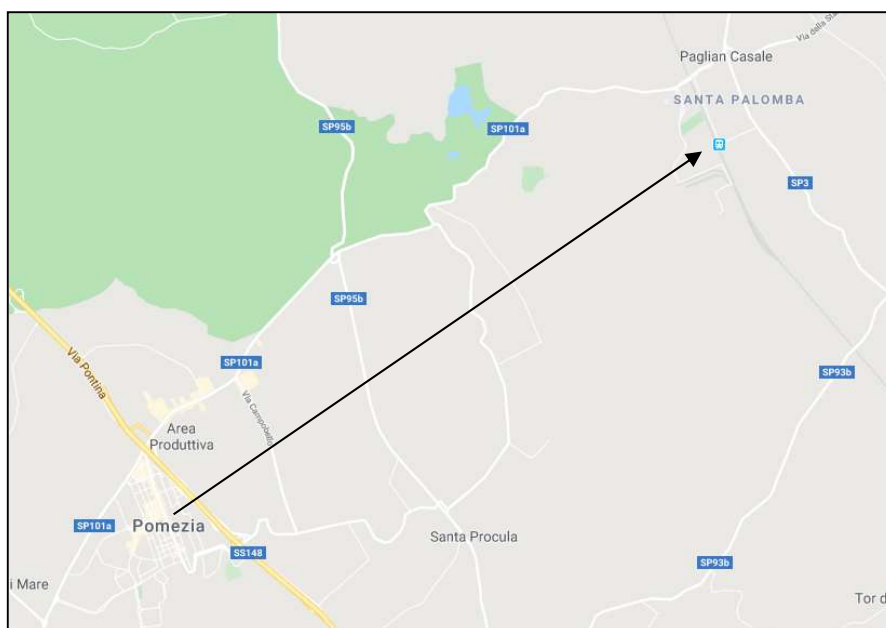 Via della Sta
Paglian Casale
SANTA PALOMBA
SP95b
SP101a
SP3
SP95b
Via Pontina
SP101a
SP93b
Via Campobello
Area
Produttiva
SP101a
Pomezia
Santa Procula
SS148
SP93b
i Mare
Tor d